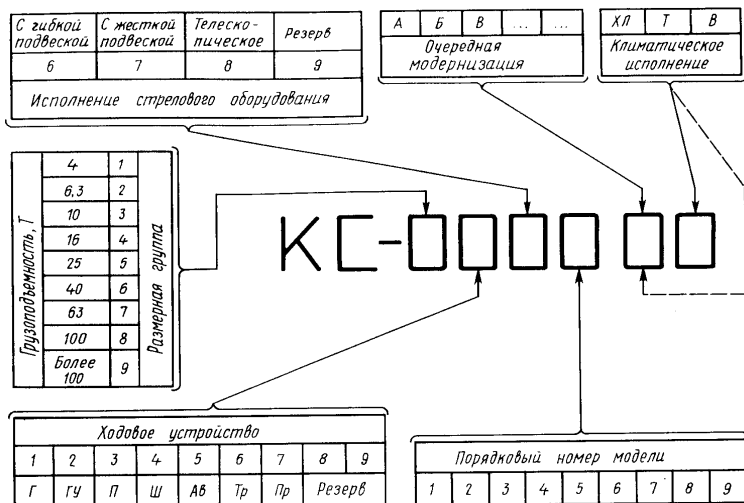 С гибкой подвеской С жесткой подвеской Телеско-пическое Резерв
6 7 8 9
Исполнение стрелового оборудования
А Б В ... ...
Очередная
модернизация
ХЛ Т В
Климатическое
исполнение
Грузоподъемность, Т
4 1
6,3 2
10 3
16 4
25 5
40 6
63 7
100 8
Более 100 9
Размерная группа
КС-
Ходовое устройство
1 2 3 4 5 6 7 8 9
Г ГУ П Ш АВ Тр Пр Резерв
Порядковый номер модели
1 2 3 4 5 6 7 8 9